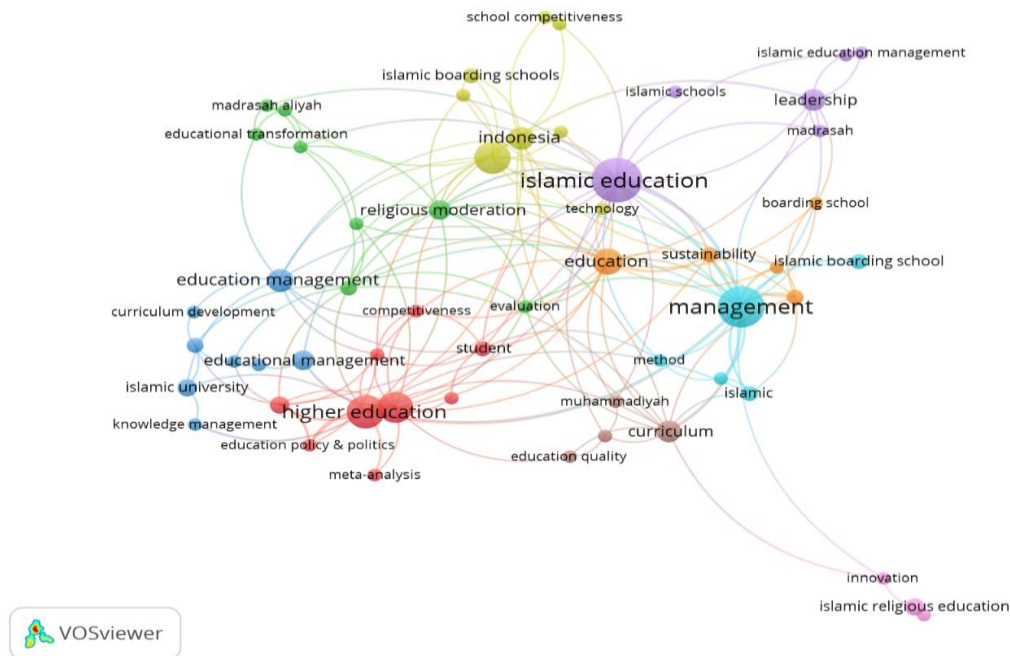 school competitiveness
islamic education management
islamic boarding schools
islamic schools
leadership
madrasah aliyah
educational transformation
indonesia
madrasah
islamic education
boarding school
technology
religious moderation
education
sustainability
islamic boarding school
education management
management
curriculum development
competitiveness
evaluation
student
educational management
method
islamic university
islamic
muhammadiyah
higher education
knowledge management
curriculum
education policy & politics
education quality
meta-analysis
innovation
islamic religious education
VOSviewer